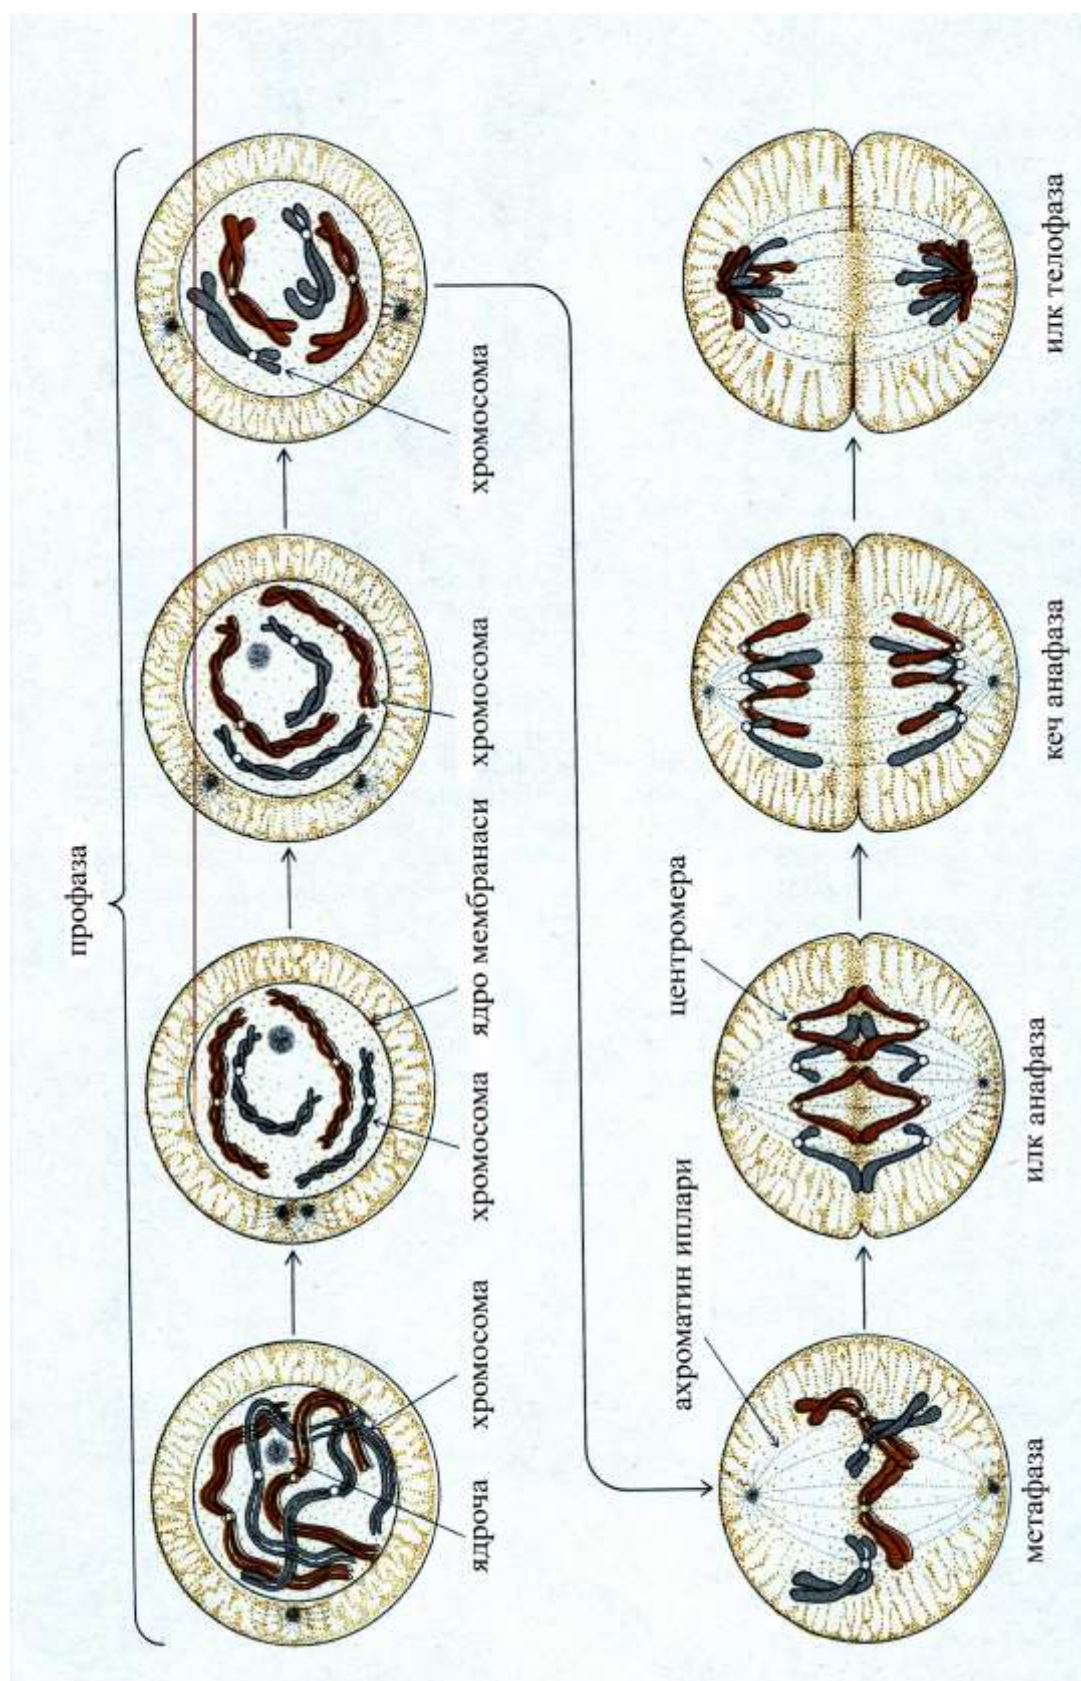 профаза
ядроча
хромосома
хромосома
ядро мембранаси
хромосома
хромосома
ахроматин иплари
центромера
метафаза
илк анафаза
кеч анафаза
илк телофаза